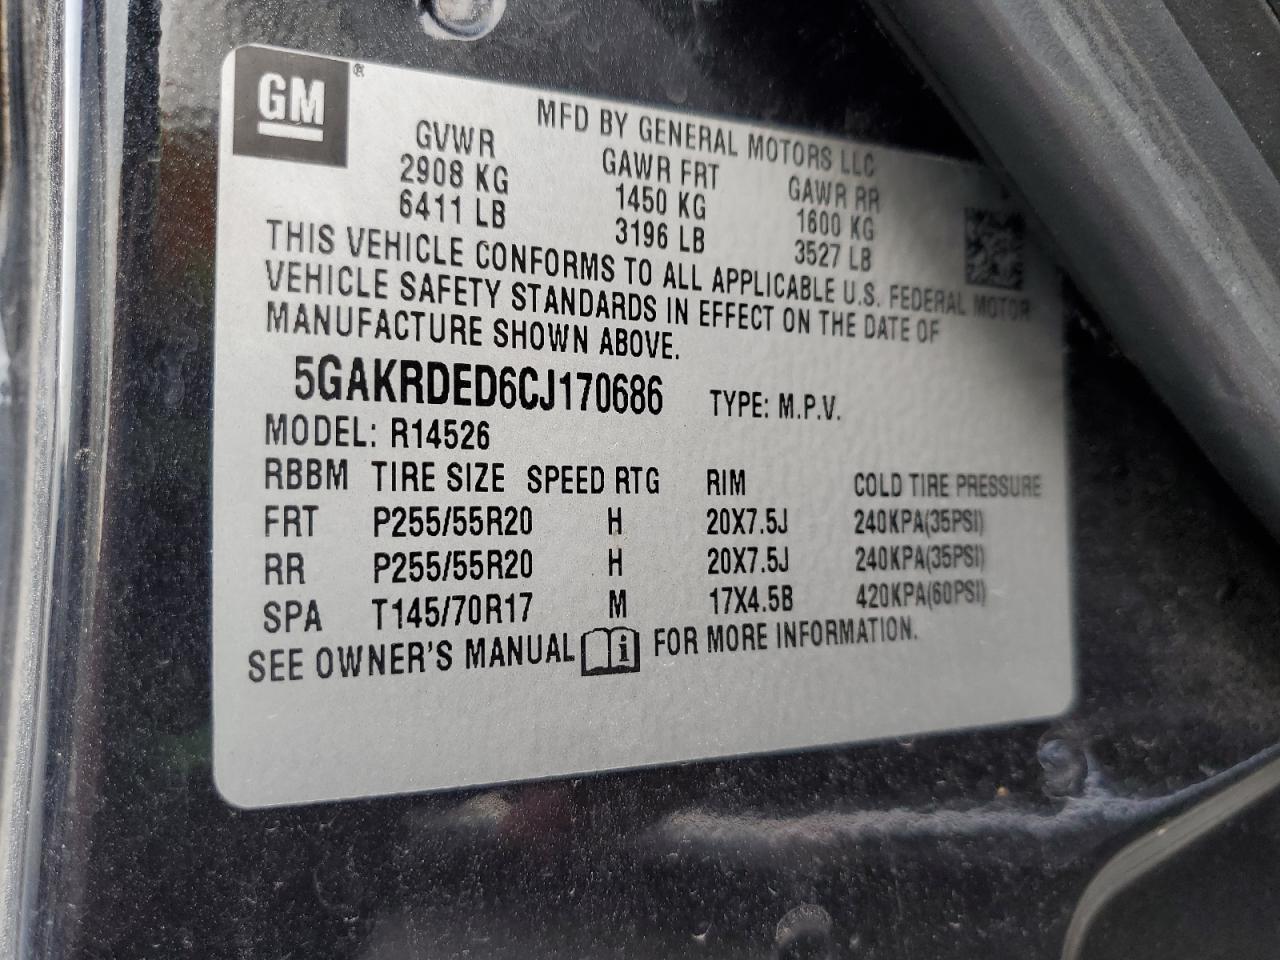 GM ®
MFD BY GENERAL MOTORS LLC
GVWR GAWR FRT GAWR RR
2908 KG 1450 KG 1600 KG
6411 LB 3196 LB 3527 LB
THIS VEHICLE CONFORMS TO ALL APPLICABLE U.S. FEDERAL MOTOR
VEHICLE SAFETY STANDARDS IN EFFECT ON THE DATE OF
MANUFACTURE SHOWN ABOVE.
5GAKRDED6CJ170686 TYPE: M.P.V.
MODEL: R14526
RBBM TIRE SIZE SPEED RTG RIM COLD TIRE PRESSURE
FRT P255/55R20 H 20X7.5J 240KPA(35PSI)
RR P255/55R20 H 20X7.5J 240KPA(35PSI)
SPA T145/70R17 M 17X4.5B 420KPA(60PSI)
SEE OWNER'S MANUAL i FOR MORE INFORMATION.